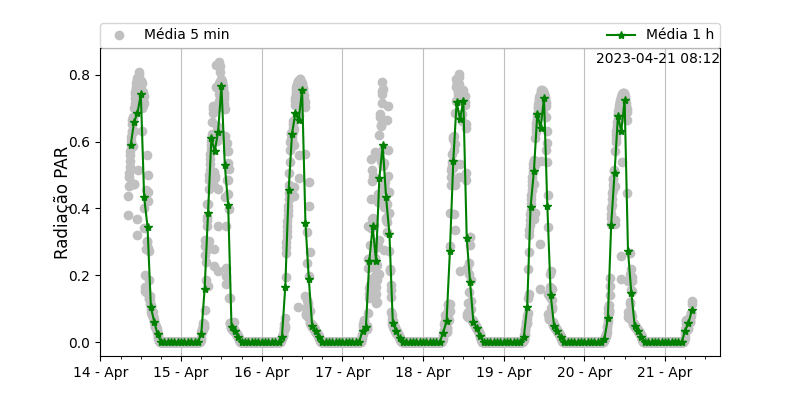 Média 5 min
Média 1 h
2023-04-21 08:12
Radiação PAR
0.8
0.6
0.4
0.2
0.0
14 - Apr
15 - Apr
16 - Apr
17 - Apr
18 - Apr
19 - Apr
20 - Apr
21 - Apr